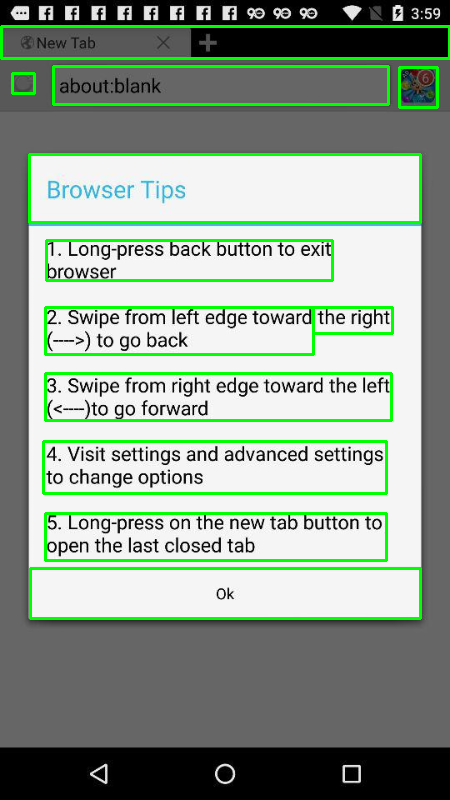 3:59
New Tab
about:blank
6
Browser Tips
1. Long-press back button to exit
browser
2. Swipe from left edge toward the right
(---->) to go back
3. Swipe from right edge toward the left
(<----)to go forward
4. Visit settings and advanced settings
to change options
5. Long-press on the new tab button to
open the last closed tab
Ok